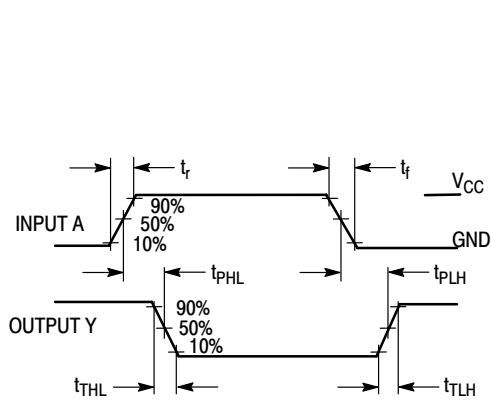 tr
tf
VCC
90%
INPUT A
50%
10%
GND
tPHL
tPLH
90%
OUTPUT Y
50%
10%
tTHL
tTLH